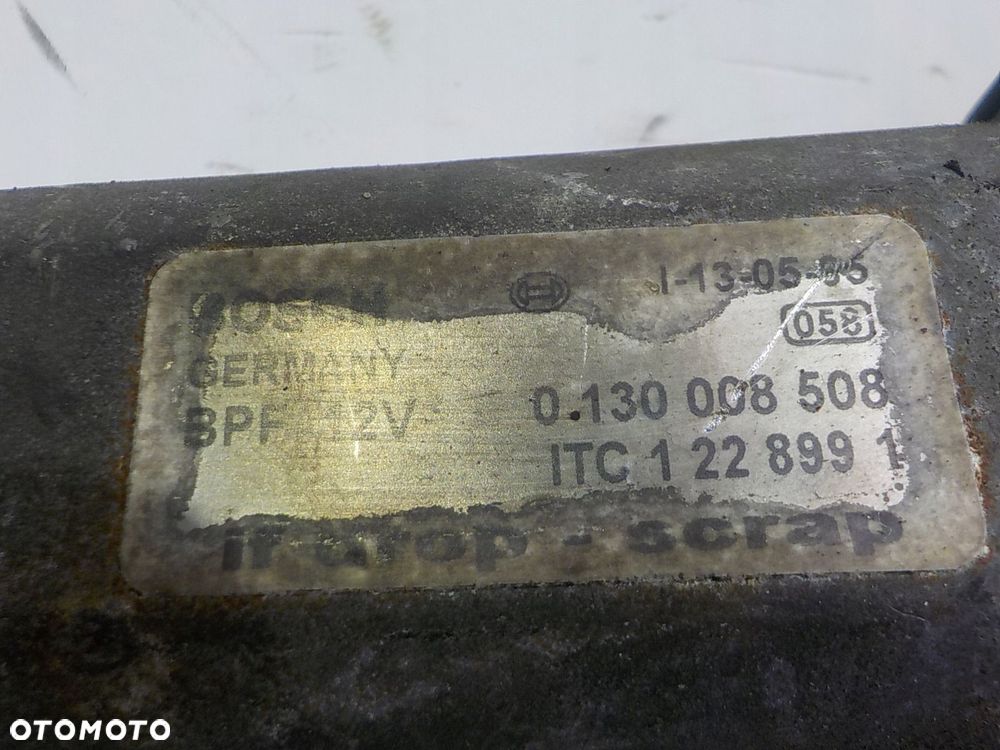 BOSCH I-13-05-05
058
GERMANY
BPF 12V 0.130 008 508
ITC 1 22 899 1
if drop - scrap
OTOMOTO